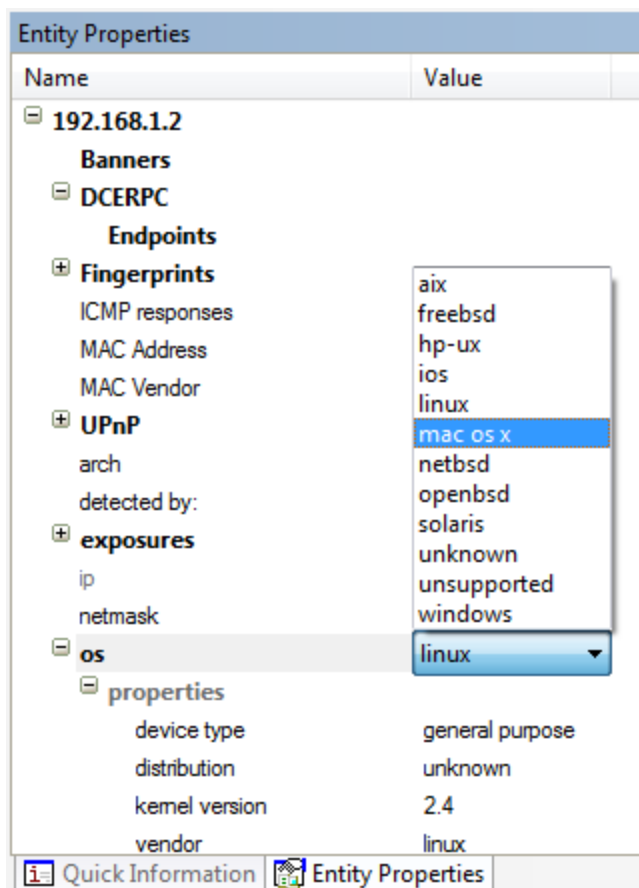 Entity Properties
Name Value
192.168.1.2
Banners
DCERPC
Endpoints
Fingerprints
aix
ICMP responses
freebsd
hp-ux
MAC Address
ios
MAC Vendor
linux
UPnP
mac os x
arch
netbsd
detected by:
openbsd
solaris
exposures
unknown
ip
unsupported
netmask
windows
os linux
properties
device type general purpose
distribution unknown
kernel version 2.4
vendor linux
Quick Information Entity Properties